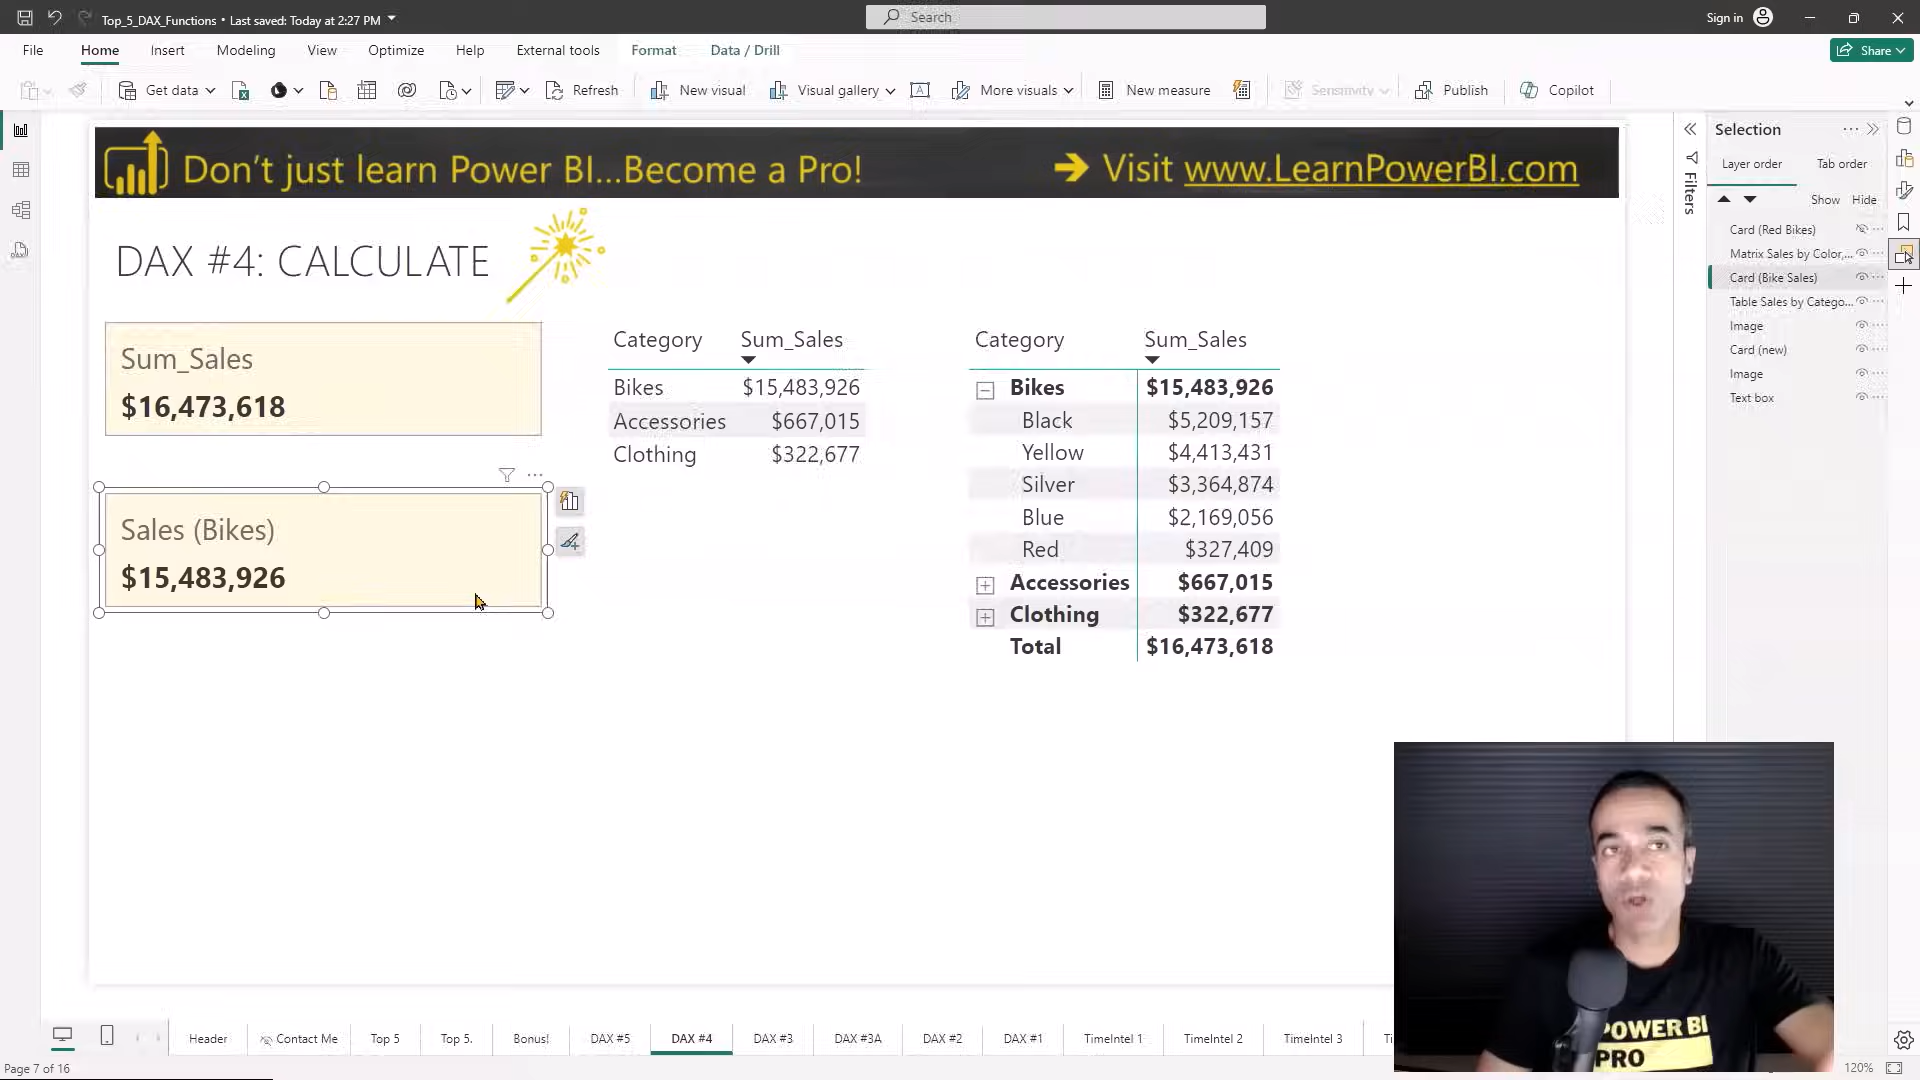 Top_5_DAX_Functions • Last saved: Today at 2:27 PM
Search
Sign in
File Home Insert Modeling View Optimize Help External tools Format Data / Drill
Share
Get data Refresh New visual Visual gallery More visuals New measure Sensitivity Publish Copilot
Don't just learn Power BI...Become a Pro!
Visit www.LearnPowerBI.com
DAX #4: CALCULATE
Sum_Sales
$16,473,618
Sales (Bikes)
$15,483,926
Category Sum_Sales
Bikes $15,483,926
Accessories $667,015
Clothing $322,677
Category Sum_Sales
Bikes $15,483,926
Black $5,209,157
Yellow $4,413,431
Silver $3,364,874
Blue $2,169,056
Red $327,409
Accessories $667,015
Clothing $322,677
Total $16,473,618
Filters
Selection
Layer order Tab order
Show Hide
Card (Red Bikes)
Matrix Sales by Color,...
Card (Bike Sales)
Table Sales by Catego...
Image
Card (new)
Image
Text box
POWER BI
PRO
Header Contact Me Top 5 Top 5. Bonus! DAX #5 DAX #4 DAX #3 DAX #3A DAX #2 DAX #1 TimeIntel 1 TimeIntel 2 TimeIntel 3 Ti
Page 7 of 16
120%